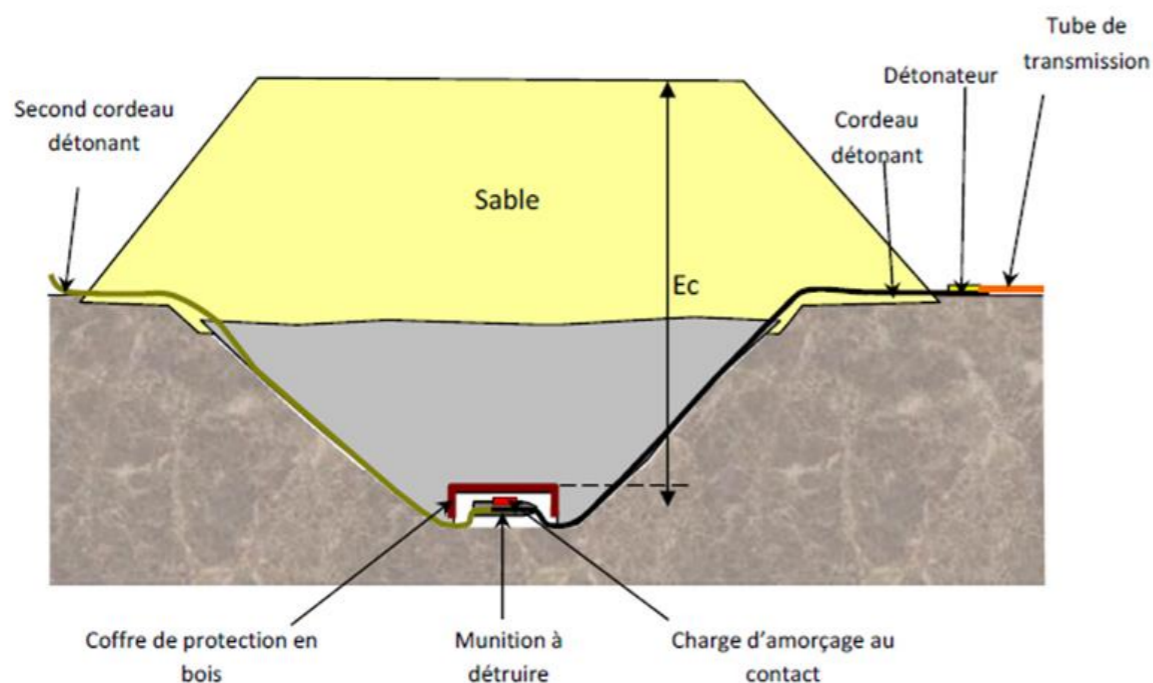 Tube de
transmission
Détonateur
Second cordeau
détonant
Cordeau
détonant
Sable
Ec
Coffre de protection en
bois
Munition à
détruire
Charge d'amorçage au
contact